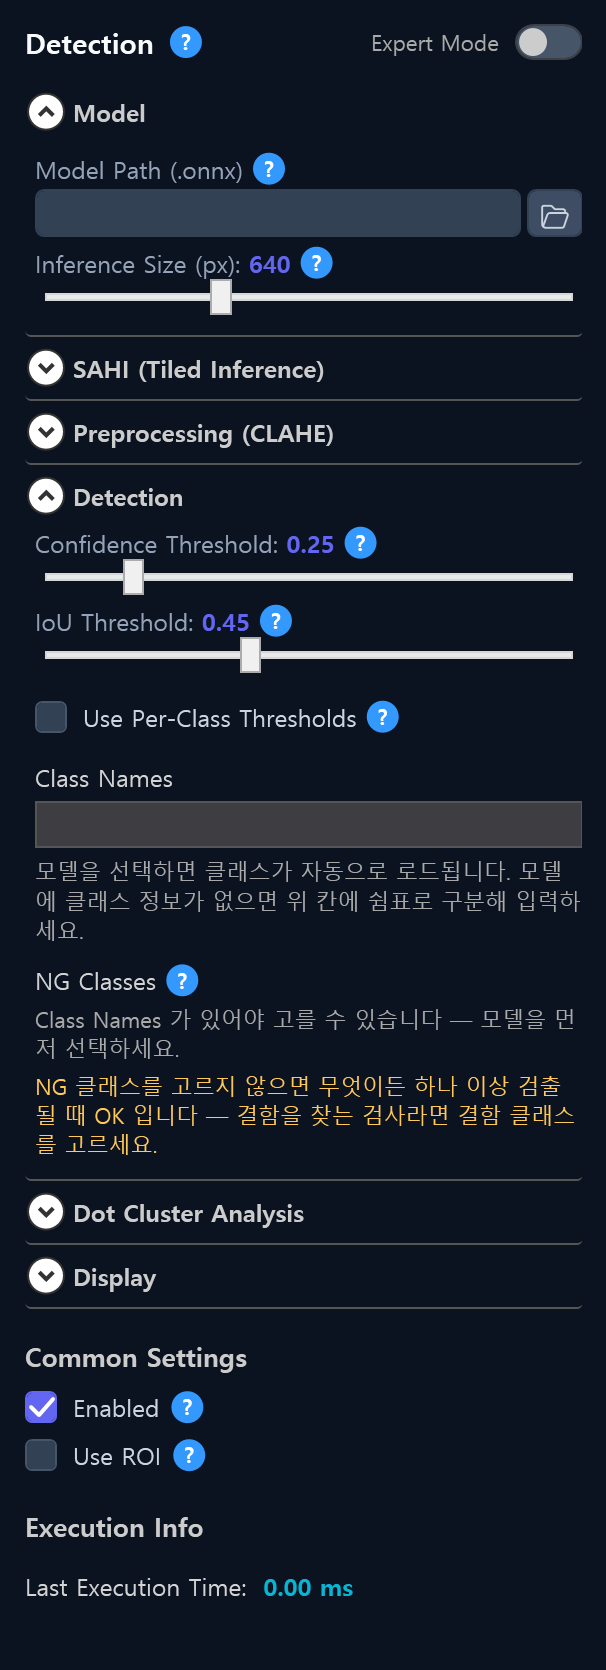 Detection ? Expert Mode
Model
Model Path (.onnx) ?
Inference Size (px): 640 ?
SAHI (Tiled Inference)
Preprocessing (CLAHE)
Detection
Confidence Threshold: 0.25 ?
IoU Threshold: 0.45 ?
Use Per-Class Thresholds ?
Class Names
모델을 선택하면 클래스가 자동으로 로드됩니다. 모델
에 클래스 정보가 없으면 위 칸에 쉼표로 구분해 입력하
세요.
NG Classes ?
Class Names 가 있어야 고를 수 있습니다 — 모델을 먼
저 선택하세요.
NG 클래스를 고르지 않으면 무엇이든 하나 이상 검출
될 때 OK 입니다 — 결함을 찾는 검사라면 결함 클래스
를 고르세요.
Dot Cluster Analysis
Display
Common Settings
Enabled ?
Use ROI ?
Execution Info
Last Execution Time: 0.00 ms